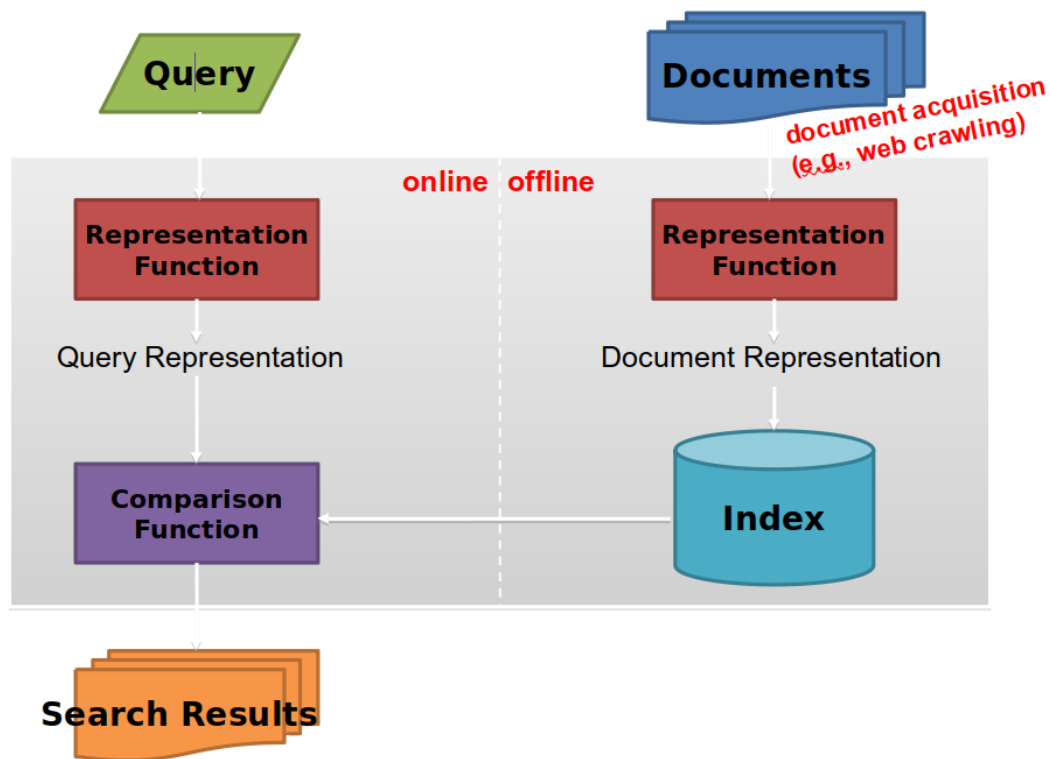 Query
Documents
document acquisition
(e.g., web crawling)
online offline
Representation
Function
Representation
Function
Query Representation
Document Representation
Comparison
Function
Index
Search Results